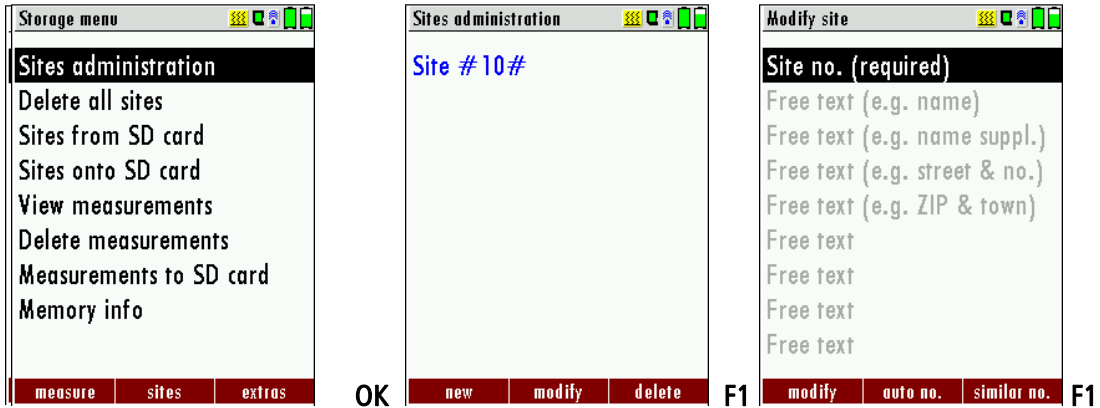 Storage menu
Sites administration
Delete all sites
Sites from SD card
Sites onto SD card
View measurements
Delete measurements
Measurements to SD card
Memory info
measure sites extras
OK
Sites administration
Site #10#
new modify delete
F1
Modify site
Site no. (required)
Free text (e.g. name)
Free text (e.g. name suppl.)
Free text (e.g. street & no.)
Free text (e.g. ZIP & town)
Free text
Free text
Free text
Free text
modify auto no. similar no.
F1